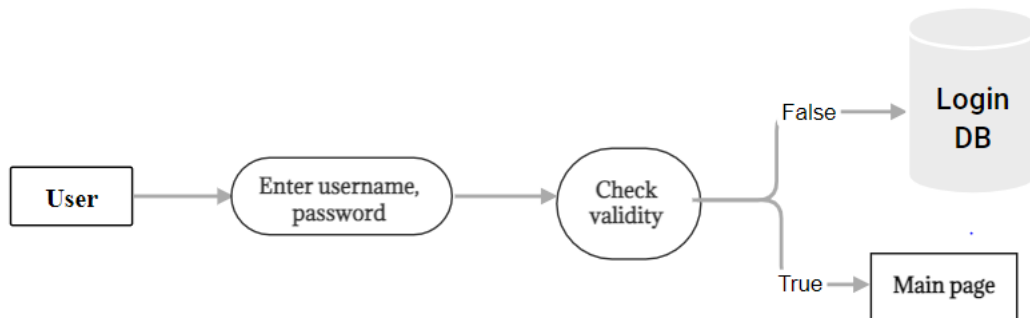 User
Enter username,
password
Check
validity
False
Login
DB
True
Main page